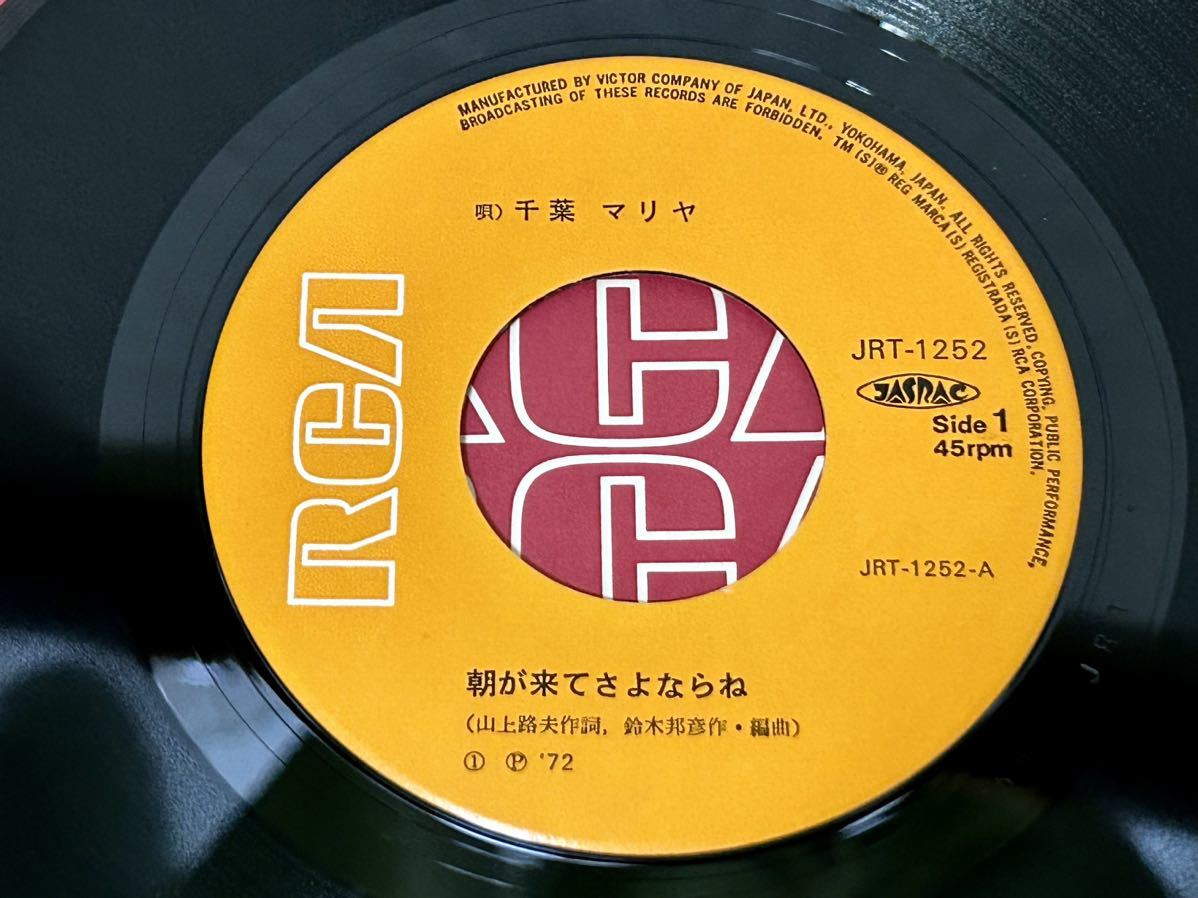 MANUFACTURED BY VICTOR COMPANY OF JAPAN, LTD., YOKOHAMA, JAPAN. ALL RIGHTS RESERVED. COPYING, PUBLIC PERFORMANCE,
BROADCASTING OF THESE RECORDS ARE FORBIDDEN. TM(S)® REG MARCA(S) REGISTRADA(S) RCA CORPORATION.
唄)千葉 マリヤ
RCA
JRT-1252
JASRAC
Side 1
45rpm
JRT-1252-A
朝が来てさよならね
(山上路夫作詞, 鈴木邦彦作・編曲)
① Ⓟ '72